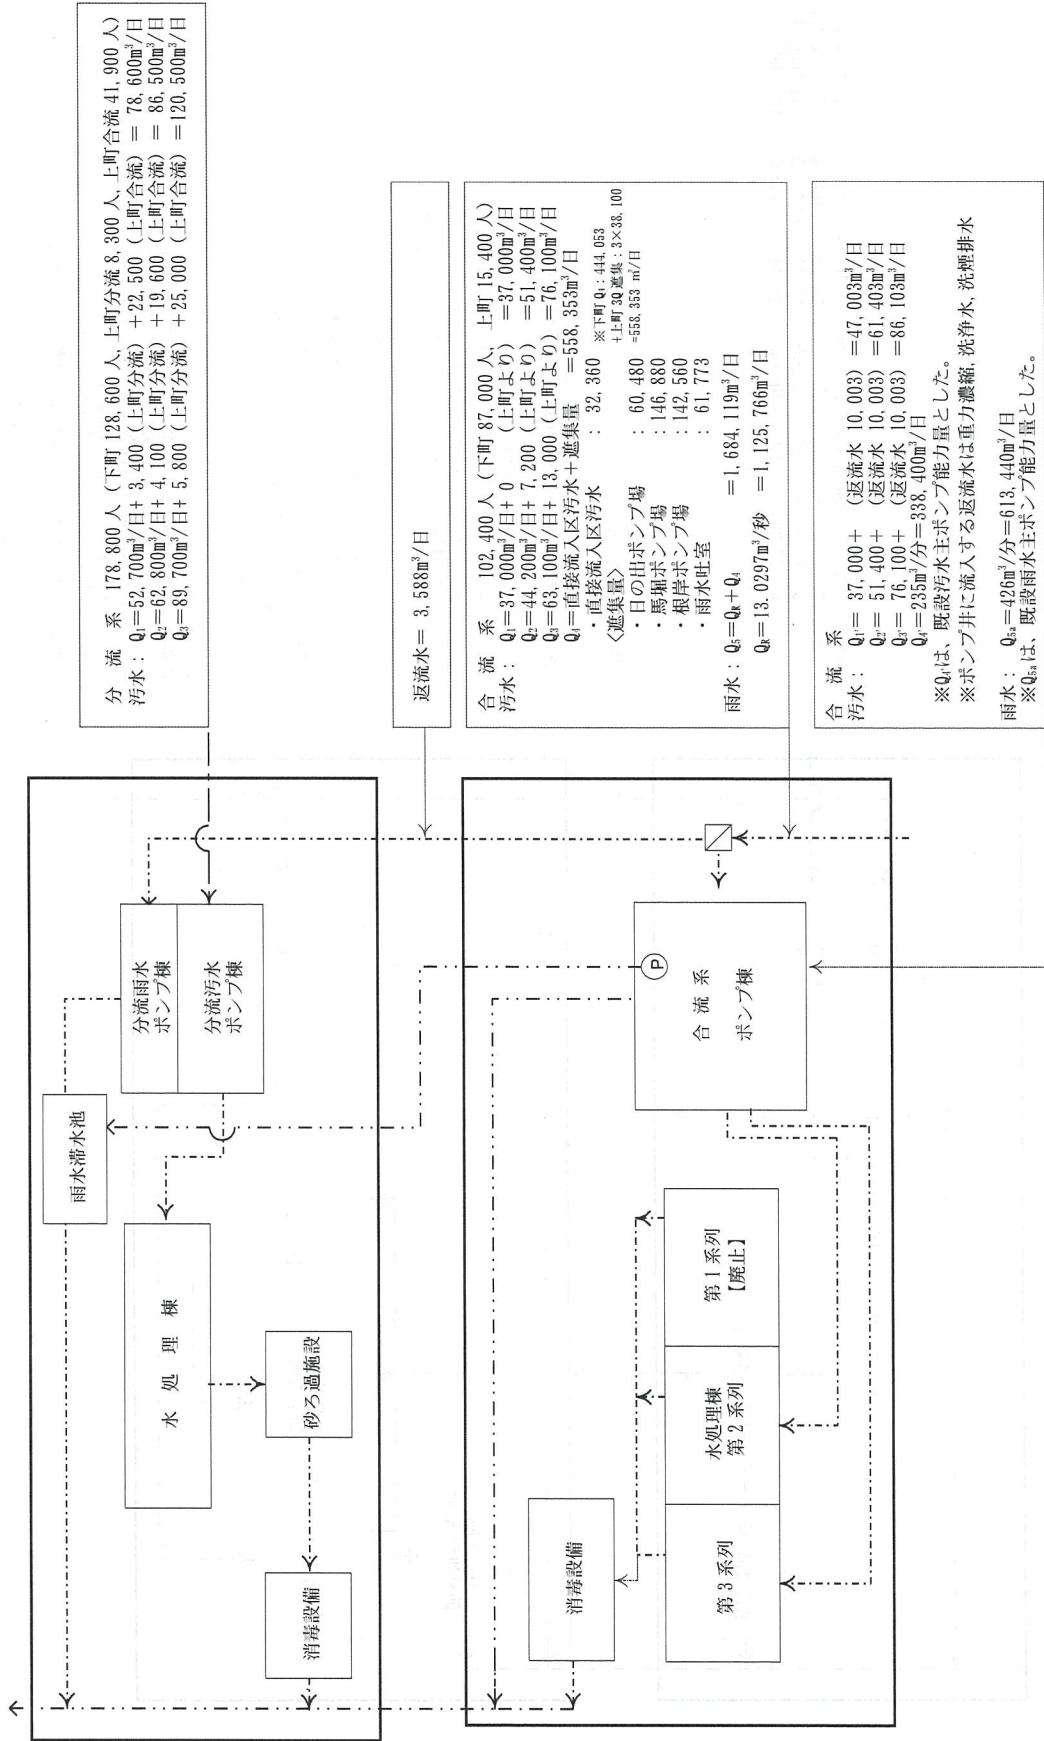 分 流 系 178,800人（下町 128,600人，上町分流 8,300人，上町合流 41,900人）
汚水： Q₁＝52,700m³/日＋ 3,400（上町分流）＋22,500（上町合流）＝ 78,600m³/日
Q₂＝62,800m³/日＋ 4,100（上町分流）＋19,600（上町合流）＝ 86,500m³/日
Q₃＝89,700m³/日＋ 5,800（上町分流）＋25,000（上町合流）＝120,500m³/日
返流水＝ 3,588m³/日
合 流 系 102,400人（下町 87,000人， 上町 15,400人）
汚水： Q₁＝37,000m³/日＋ 0 （上町より） ＝37,000m³/日
Q₂＝44,200m³/日＋ 7,200（上町より） ＝51,400m³/日
Q₃＝63,100m³/日＋ 13,000（上町より） ＝76,100m³/日
Q₄＝直接流入区汚水＋遮集量 ＝558,353m³/日
・直接流入区汚水 ： 32,360
※下町Q₄：444,053
＋上町3Q遮集：3×38,100
＝558,353 m³/日
〈遮集量〉
・日の出ポンプ場 ： 60,480
・馬堀ポンプ場 ：146,880
・根岸ポンプ場 ：142,560
・雨水吐室 ： 61,773
雨水：Q₅＝Q_R＋Q₄ ＝1,684,119m³/日
Q_R＝13.0297m³/秒 ＝1,125,766m³/日
合 流 系
汚水： Q₁'＝ 37,000＋ （返流水 10,003）＝47,003m³/日
Q₂'＝ 51,400＋ （返流水 10,003）＝61,403m³/日
Q₃'＝ 76,100＋ （返流水 10,003）＝86,103m³/日
Q₄'＝235m³/分＝338,400m³/日
※Q₄'は、既設汚水主ポンプ能力量とした。
※ポンプ井に流入する返流水は重力濃縮，洗浄水，洗煙排水
雨水： Q₅ₐ＝426m³/分＝613,440m³/日
※Q₅ₐは、既設雨水主ポンプ能力量とした。
分流雨水
ポンプ棟
分流汚水
ポンプ棟
雨水滞水池
水 処 理 棟
砂ろ過施設
消毒設備
P
合 流 系
ポンプ棟
第1系列
【廃止】
水処理棟
第2系列
第3系列
消毒設備